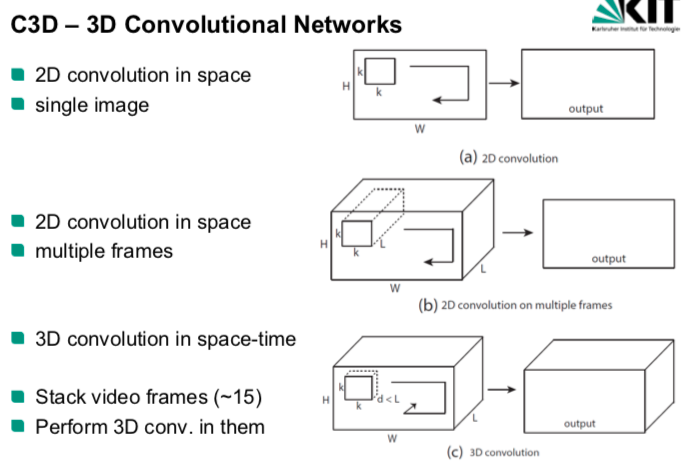 C3D – 3D Convolutional Networks
KIT
Karlsruher Institut für Technologie
2D convolution in space
single image
k
k
H
W
output
(a) 2D convolution
2D convolution in space
multiple frames
k
k
L
H
W
L
output
(b) 2D convolution on multiple frames
3D convolution in space-time
Stack video frames (~15)
Perform 3D conv. in them
k
k
d < L
H
W
L
output
(c) 3D convolution